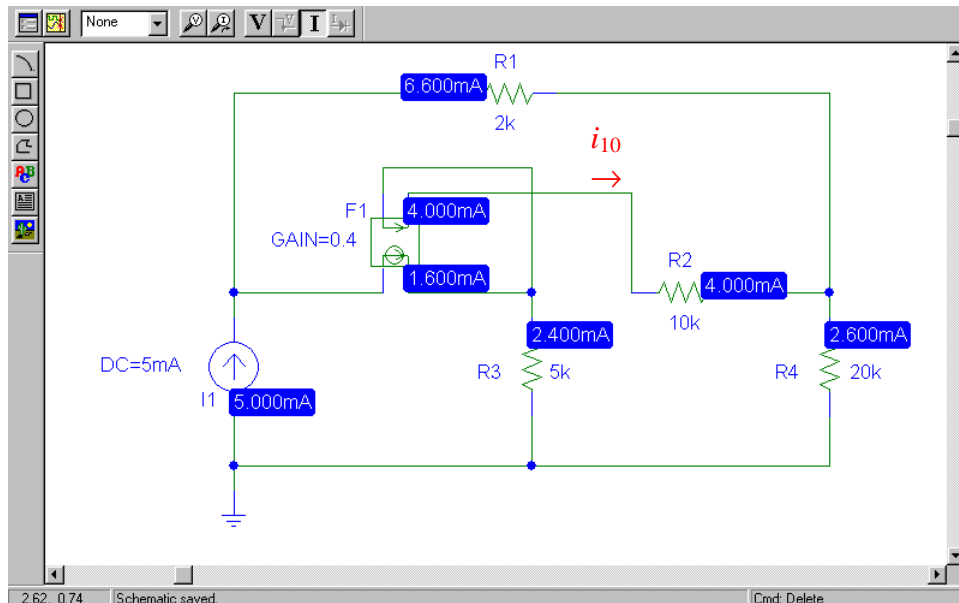 None
V
V
V
I
I
R1
6.600mA
2k
i10
F1
4.000mA
GAIN=0.4
1.600mA
R2
4.000mA
10k
2.400mA
2.600mA
DC=5mA
R3
5k
R4
20k
I1
5.000mA
ABC
2.62, 0.74
Schematic saved.
Cmd: Delete